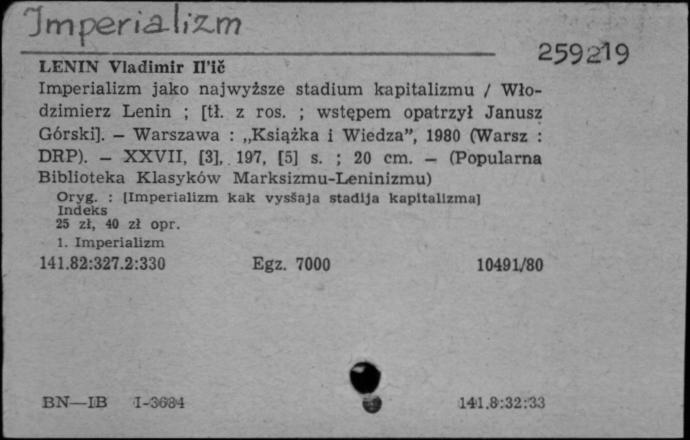 Imperializm
259219
LENIN Vladimir Il'ič
Imperializm jako najwyższe stadium kapitalizmu / Wło-
dzimierz Lenin ; [tł. z ros. ; wstępem opatrzył Janusz
Górski]. — Warszawa : „Książka i Wiedza”, 1980 (Warsz :
DRP). — XXVII, [3], 197, [5] s. ; 20 cm. — (Popularna
Biblioteka Klasyków Marksizmu-Leninizmu)
Oryg. : [Imperializm kak vysšaja stadija kapitalizma]
Indeks
25 zł, 40 zł opr.
1. Imperializm
141.82:327.2:330 Egz. 7000 10491/80
BN—IB I-3684 141.8:32:33